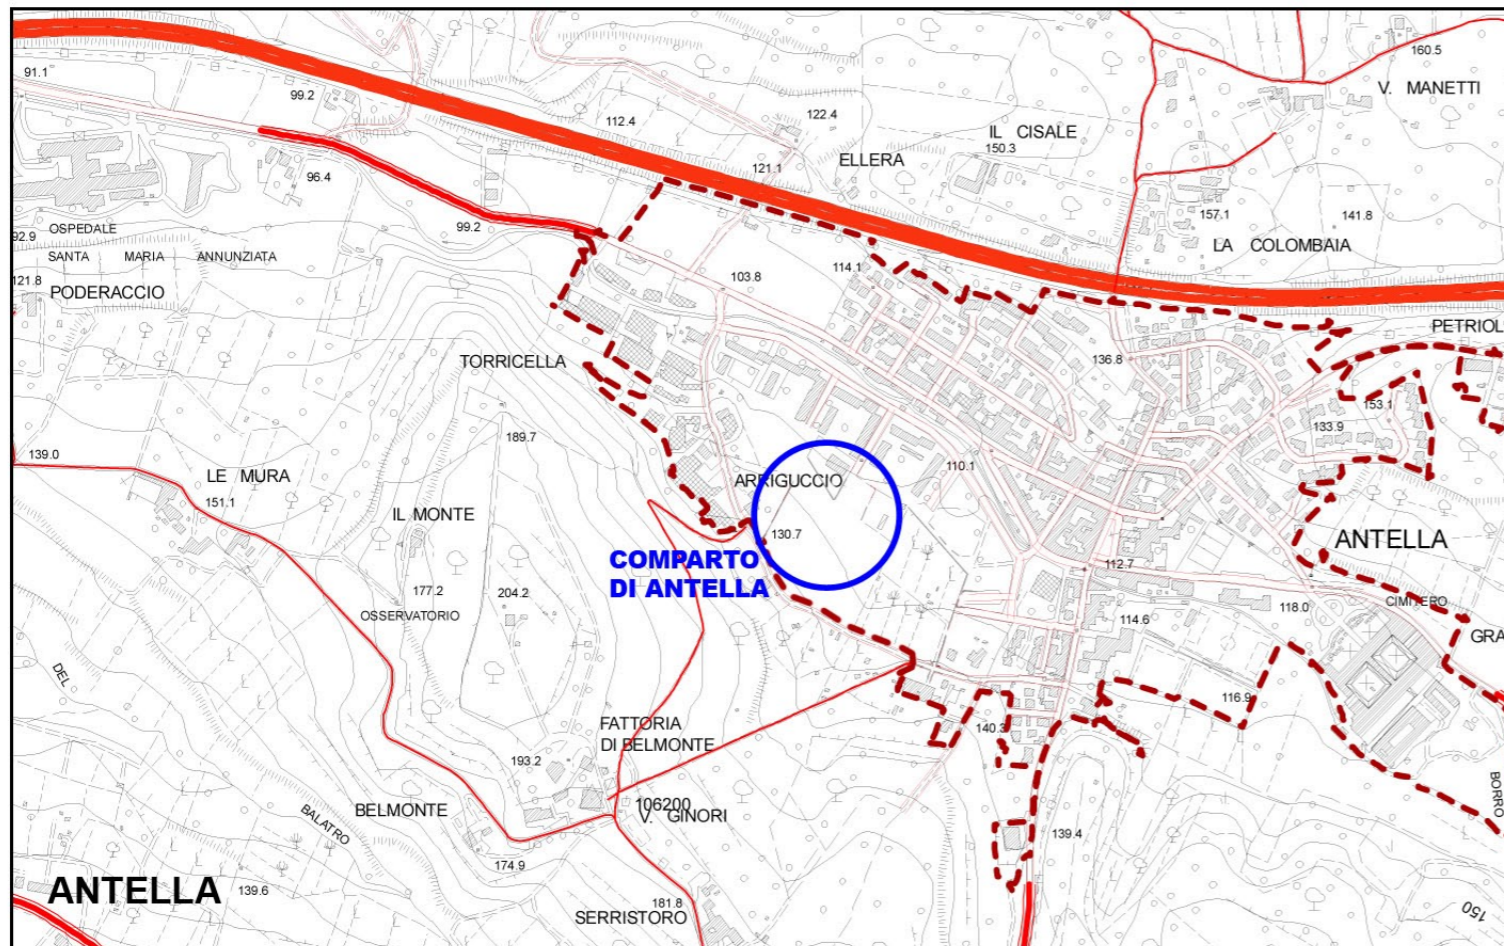 160.5
91.1
V. MANETTI
99.2
122.4
112.4
IL CISALE
150.3
ELLERA
121.1
96.4
157.1
141.8
99.2
OSPEDALE
92.9
LA COLOMBAIA
SANTA MARIA ANNUNZIATA
114.1
103.8
121.8
PODERACCIO
PETRIOL
136.8
TORRICELLA
153.1
133.9
189.7
139.0
110.1
LE MURA
ARRIGUCCIO
151.1
IL MONTE
130.7
ANTELLA
COMPARTO
DI ANTELLA
112.7
177.2
204.2
CIMITERO
118.0
OSSERVATORIO
114.6
GRA
DEL
116.9
FATTORIA
DI BELMONTE
140.3
193.2
BORRO
106200
V. GINORI
BELMONTE
BALATRO
139.4
174.9
ANTELLA
139.6
181.8
SERRISTORO
150